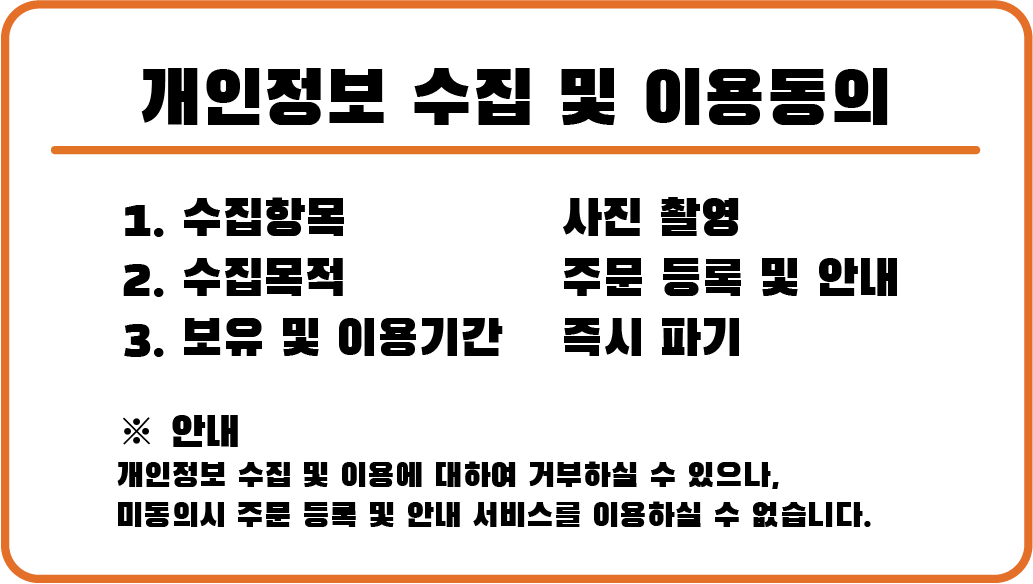 개인정보 수집 및 이용동의
1. 수집항목 사진 촬영
2. 수집목적 주문 등록 및 안내
3. 보유 및 이용기간 즉시 파기
※ 안내
개인정보 수집 및 이용에 대하여 거부하실 수 있으나,
미동의시 주문 등록 및 안내 서비스를 이용하실 수 없습니다.